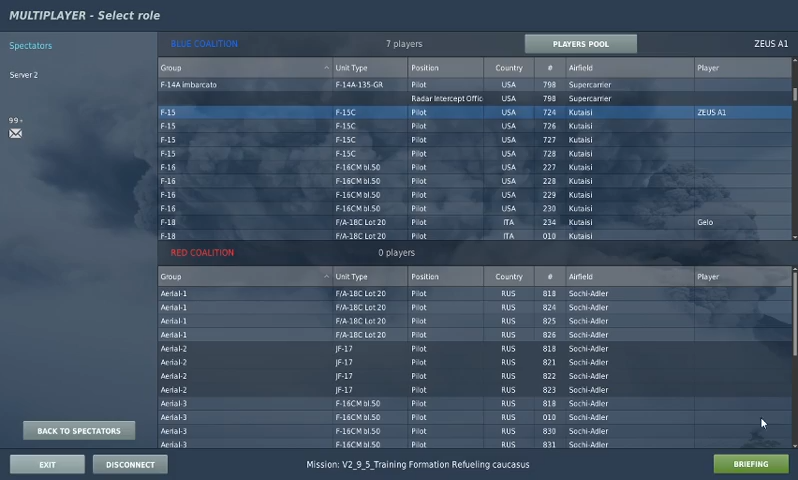 MULTIPLAYER - Select role
Spectators
Server 2
99+
BLUE COALITION 7 players PLAYERS POOL ZEUS A1
Group Unit Type Position Country # Airfield Player
F-14A imbarcato F-14A-135-GR Pilot USA 798 Supercarrier
Radar Intercept Offic USA 798 Supercarrier
F-15 F-15C Pilot USA 724 Kutaisi ZEUS A1
F-15 F-15C Pilot USA 726 Kutaisi
F-15 F-15C Pilot USA 727 Kutaisi
F-15 F-15C Pilot USA 728 Kutaisi
F-16 F-16CM bl.50 Pilot USA 227 Kutaisi
F-16 F-16CM bl.50 Pilot USA 228 Kutaisi
F-16 F-16CM bl.50 Pilot USA 229 Kutaisi
F-16 F-16CM bl.50 Pilot USA 230 Kutaisi
F-18 F/A-18C Lot 20 Pilot ITA 234 Kutaisi Gelo
F-18 F/A-18C Lot 20 Pilot ITA 010 Kutaisi
RED COALITION 0 players
Group Unit Type Position Country # Airfield Player
Aerial-1 F/A-18C Lot 20 Pilot RUS 818 Sochi-Adler
Aerial-1 F/A-18C Lot 20 Pilot RUS 824 Sochi-Adler
Aerial-1 F/A-18C Lot 20 Pilot RUS 825 Sochi-Adler
Aerial-1 F/A-18C Lot 20 Pilot RUS 826 Sochi-Adler
Aerial-2 JF-17 Pilot RUS 818 Sochi-Adler
Aerial-2 JF-17 Pilot RUS 821 Sochi-Adler
Aerial-2 JF-17 Pilot RUS 822 Sochi-Adler
Aerial-2 JF-17 Pilot RUS 823 Sochi-Adler
Aerial-3 F-16CM bl.50 Pilot RUS 818 Sochi-Adler
Aerial-3 F-16CM bl.50 Pilot RUS 010 Sochi-Adler
Aerial-3 F-16CM bl.50 Pilot RUS 830 Sochi-Adler
Aerial-3 F-16CM bl.50 Pilot RUS 831 Sochi-Adler
BACK TO SPECTATORS
EXIT DISCONNECT Mission: V2_9_5_Training Formation Refueling caucasus BRIEFING